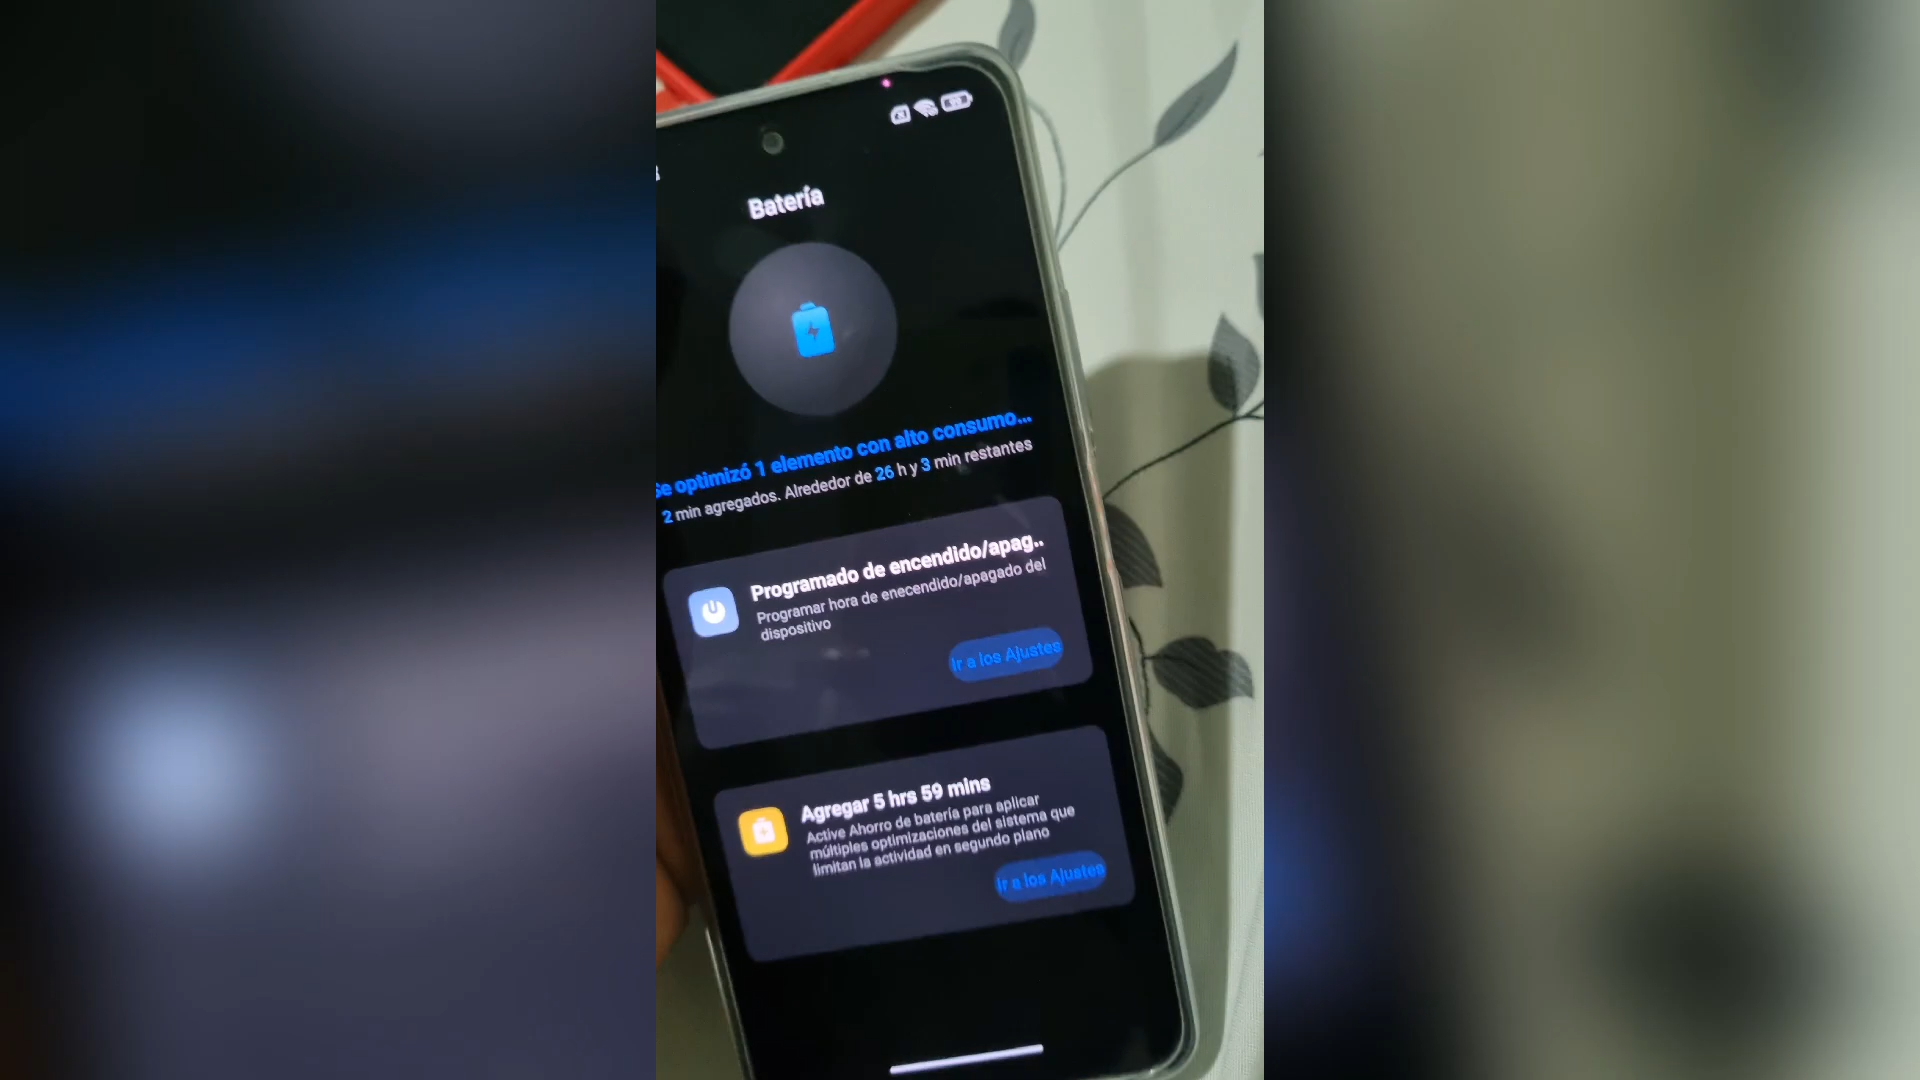 Batería
Se optimizó 1 elemento con alto consumo...
2 min agregados. Alrededor de 26 h y 3 min restantes
Programado de encendido/apag..
Programar hora de enecendido/apagado del
dispositivo
Ir a los Ajustes
Agregar 5 hrs 59 mins
Active Ahorro de batería para aplicar
múltiples optimizaciones del sistema que
limitan la actividad en segundo plano
Ir a los Ajustes